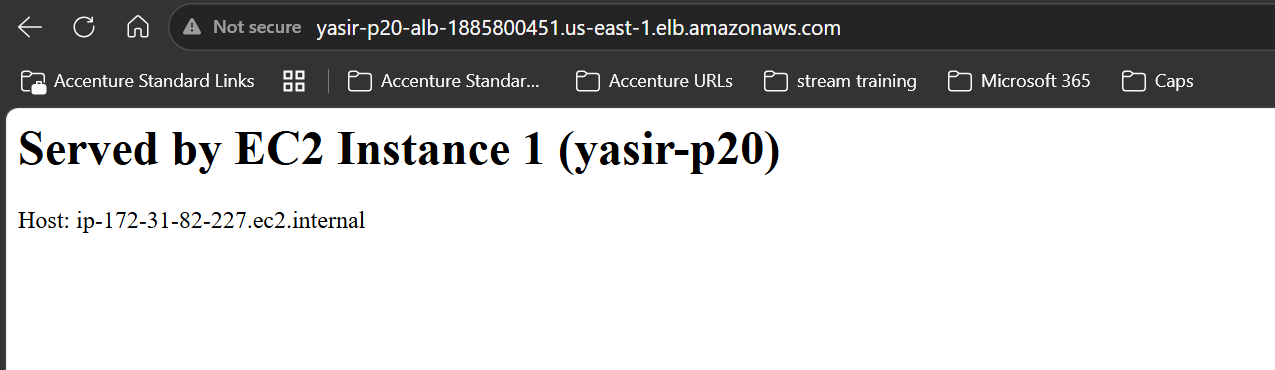 Not secure yasir-p20-alb-1885800451.us-east-1.elb.amazonaws.com
Accenture Standard Links Accenture Standar... Accenture URLs stream training Microsoft 365 Caps
Served by EC2 Instance 1 (yasir-p20)
Host: ip-172-31-82-227.ec2.internal